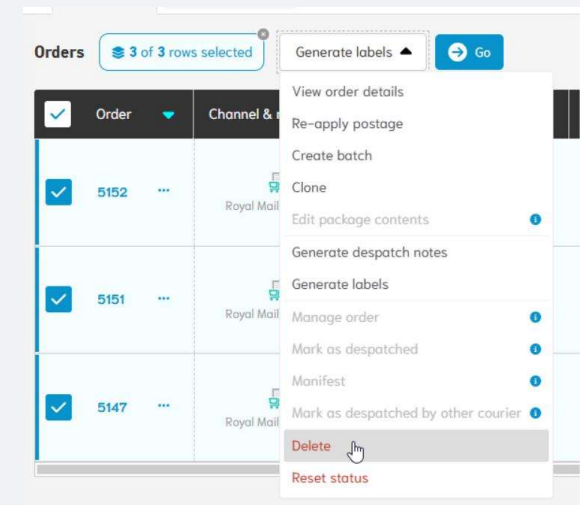 Orders
3 of 3 rows selected
Generate labels
Go
Order
Channel &
View order details
Re-apply postage
Create batch
Clone
Edit package contents
Generate despatch notes
Generate labels
Manage order
Mark as despatched
Manifest
Mark as despatched by other courier
Delete
Reset status
5152
Royal Mail
5151
Royal Mail
5147
Royal Mail